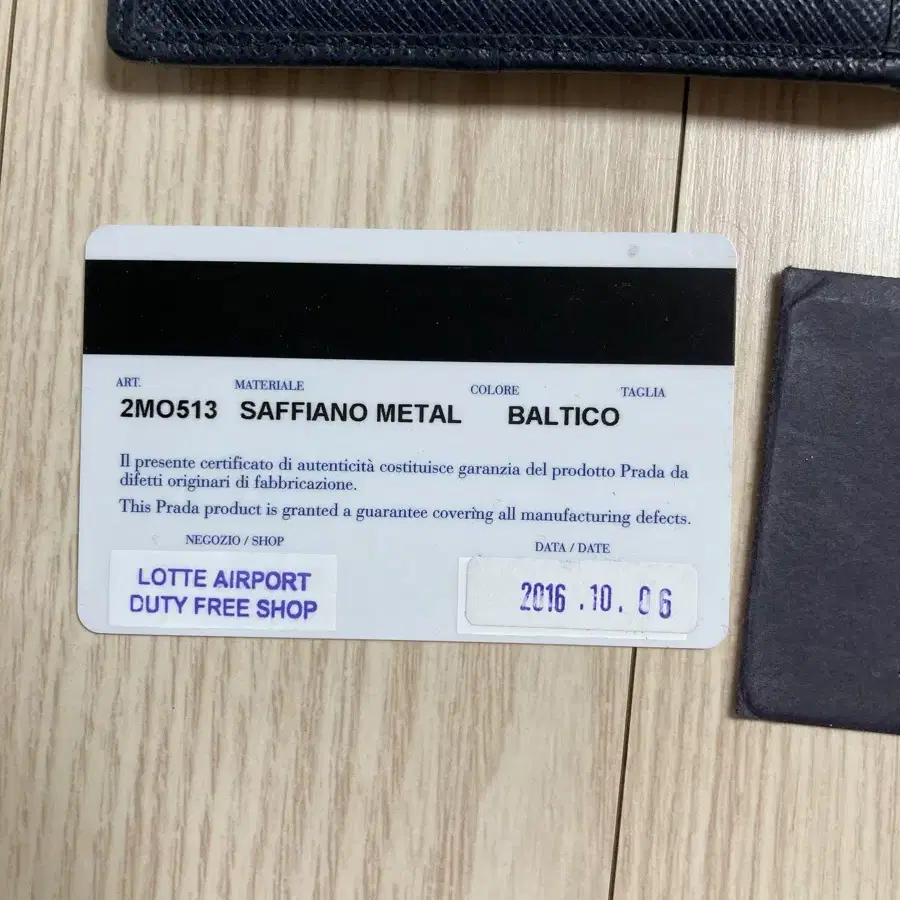 ART. MATERIALE COLORE TAGLIA
2MO513 SAFFIANO METAL BALTICO
Il presente certificato di autenticità costituisce garanzia del prodotto Prada da
difetti originari di fabbricazione.
This Prada product is granted a guarantee covering all manufacturing defects.
NEGOZIO / SHOP DATA / DATE
LOTTE AIRPORT
DUTY FREE SHOP
2016 .10. 06